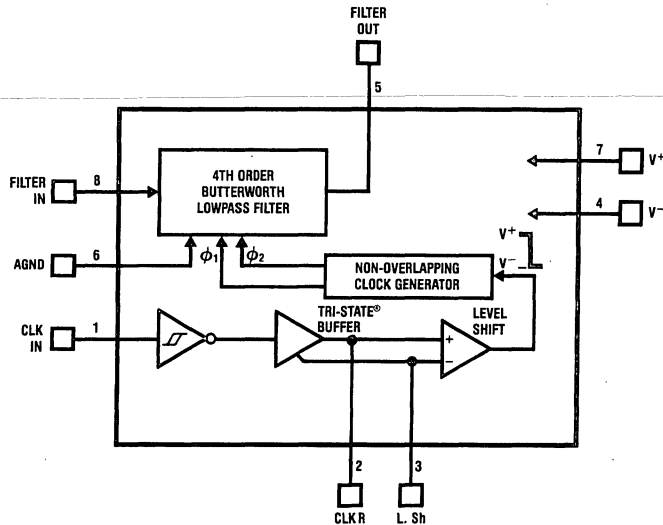 FILTER
OUT
5
7
V+
4TH ORDER
BUTTERWORTH
LOWPASS FILTER
FILTER
IN
8
4
V−
V+
V−
AGND
6
ϕ1
ϕ2
NON-OVERLAPPING
CLOCK GENERATOR
TRI-STATE®
BUFFER
LEVEL
SHIFT
CLK
IN
1
+
−
2
3
CLK R
L. Sh